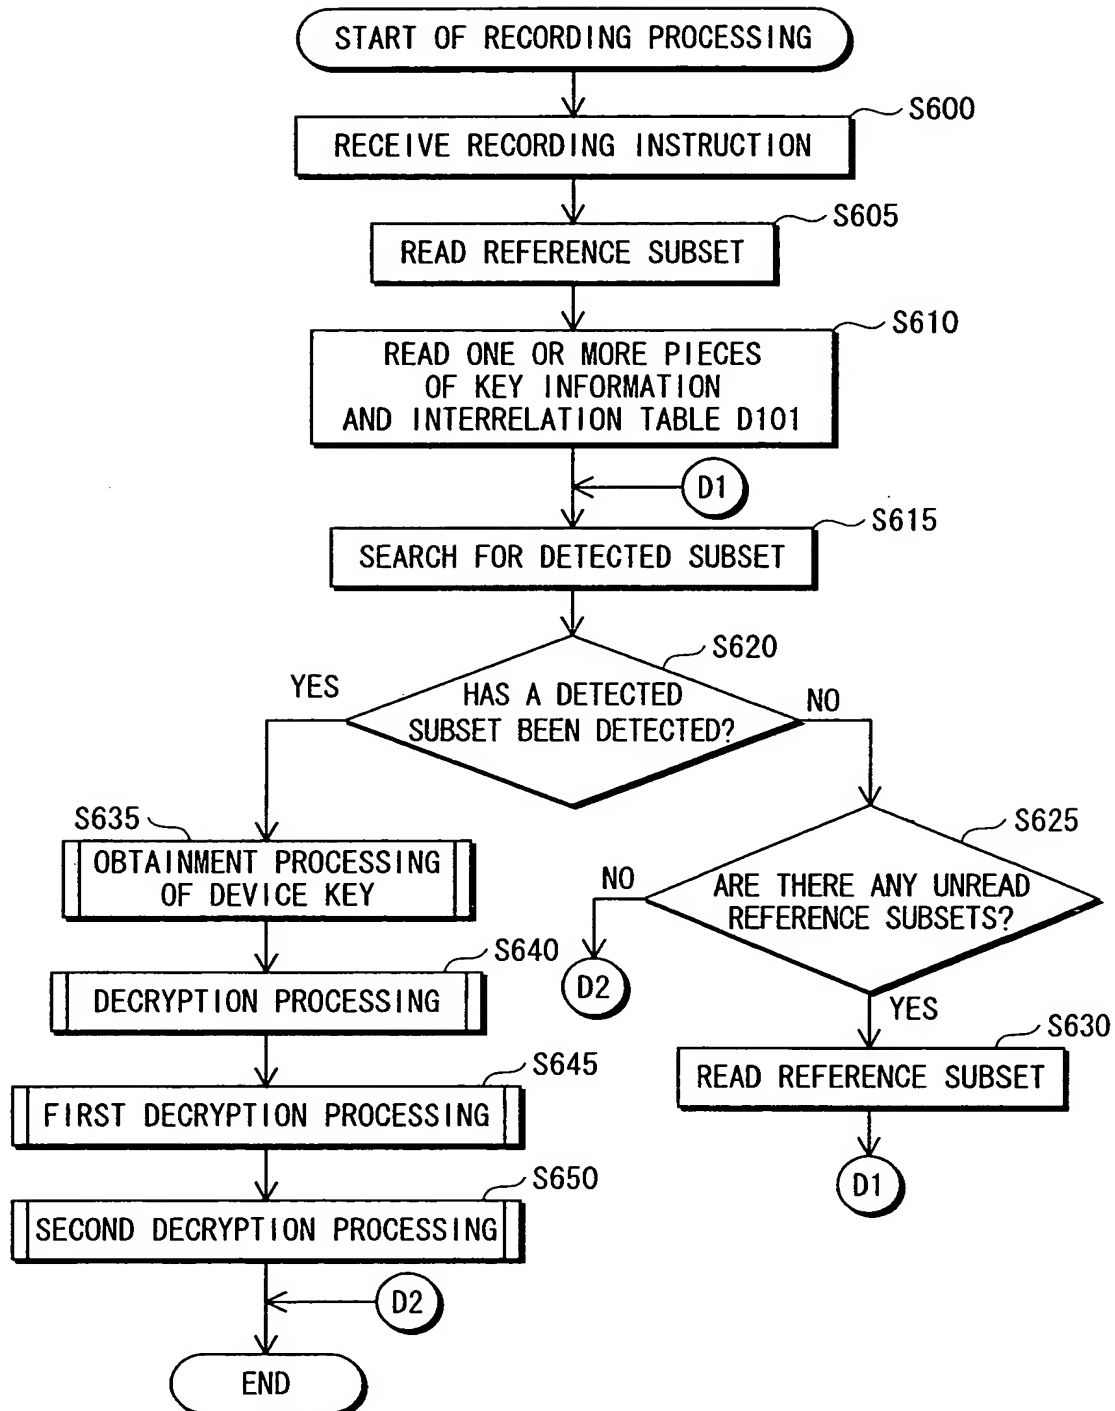 START OF RECORDING PROCESSING
S600
RECEIVE RECORDING INSTRUCTION
S605
READ REFERENCE SUBSET
S610
READ ONE OR MORE PIECES
OF KEY INFORMATION
AND INTERRELATION TABLE D101
D1
S615
SEARCH FOR DETECTED SUBSET
S620
YES
HAS A DETECTED
SUBSET BEEN DETECTED?
NO
S635
OBTAINMENT PROCESSING
OF DEVICE KEY
S625
NO
ARE THERE ANY UNREAD
REFERENCE SUBSETS?
D2
YES
S640
DECRYPTION PROCESSING
S630
READ REFERENCE SUBSET
S645
FIRST DECRYPTION PROCESSING
D1
S650
SECOND DECRYPTION PROCESSING
D2
END